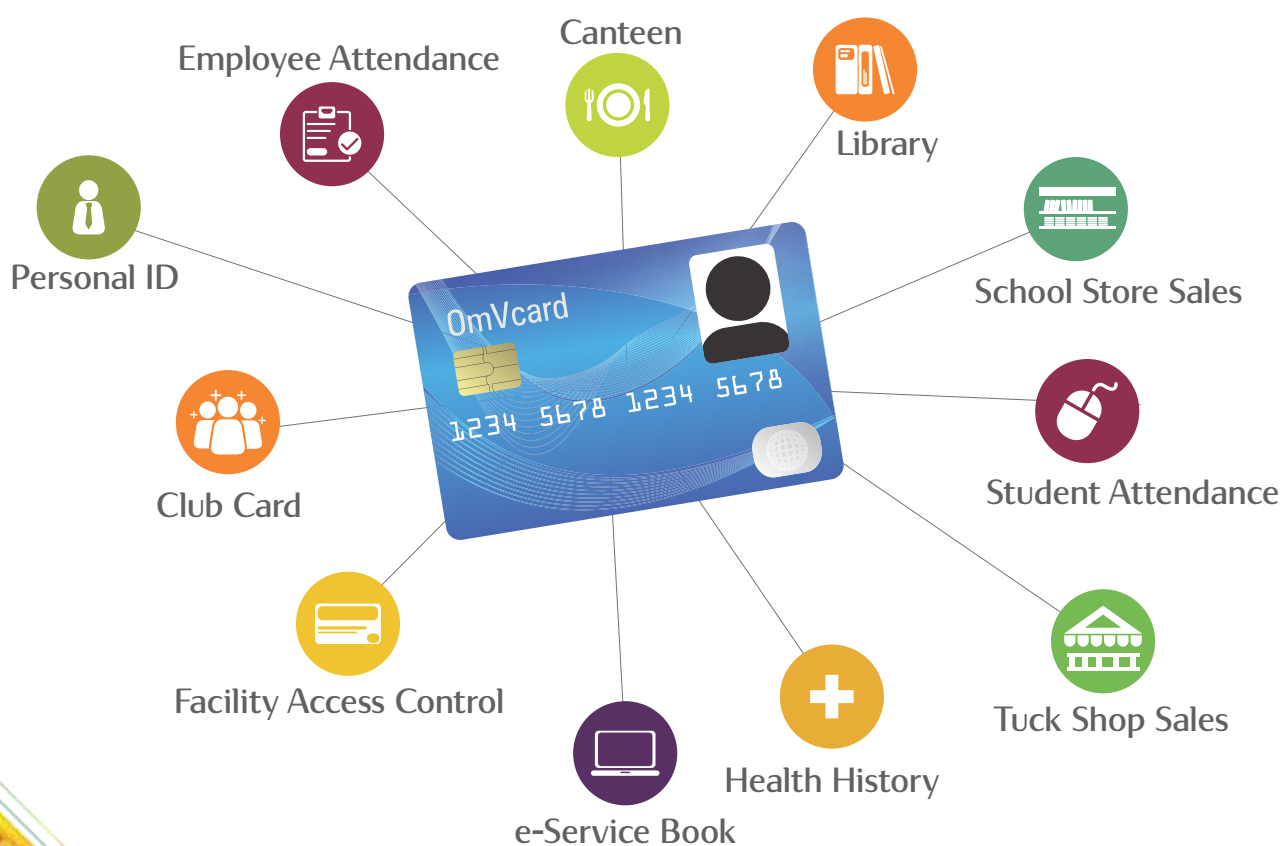 Canteen
Employee Attendance
Library
Personal ID
School Store Sales
OmVcard
1234 5678 1234 5678
Club Card
Student Attendance
Facility Access Control
Tuck Shop Sales
Health History
e-Service Book